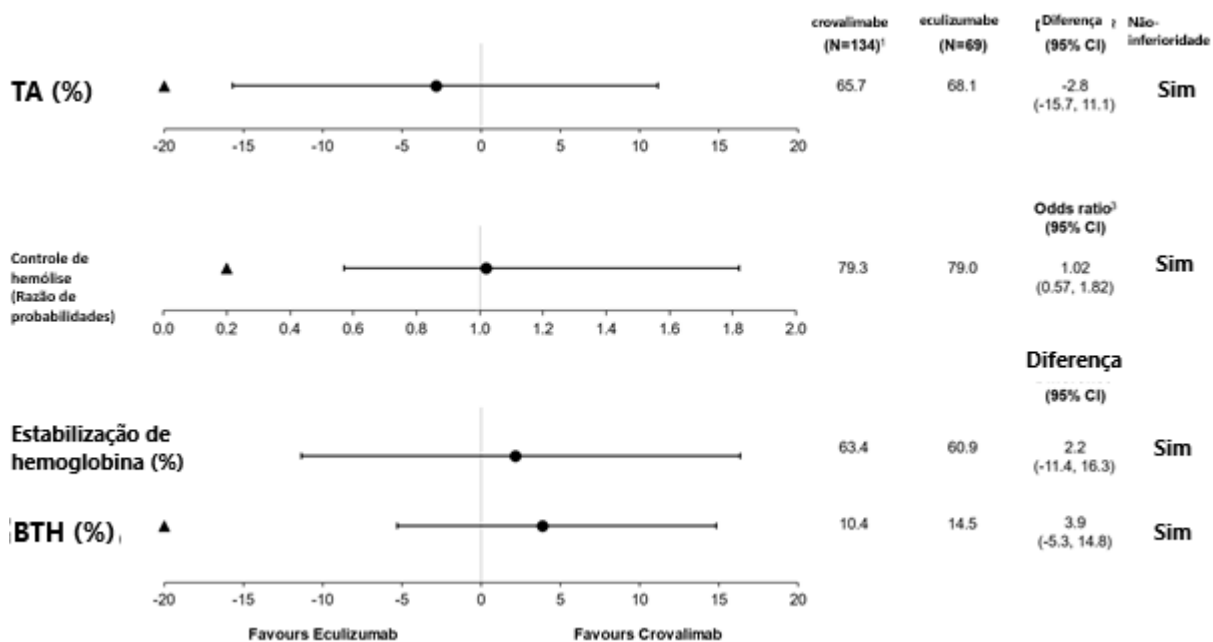 crovalimabe eculizumabe Diferença Não-
(N=134)¹ (N=69) (95% CI) inferioridade
TA (%) 65.7 68.1 -2.8 Sim
(-15.7, 11.1)
-20 -15 -10 -5 0 5 10 15 20
Odds ratio³
(95% CI)
Controle de
hemólise
(Razão de
probabilidades)
79.3 79.0 1.02 Sim
(0.57, 1.82)
0.0 0.2 0.4 0.6 0.8 1.0 1.2 1.4 1.6 1.8 2.0
Diferença
(95% CI)
Estabilização de
hemoglobina (%)
63.4 60.9 2.2 Sim
(-11.4, 16.3)
BTH (%) 10.4 14.5 3.9 Sim
(-5.3, 14.8)
-20 -15 -10 -5 0 5 10 15 20
Favours Eculizumab Favours Crovalimab